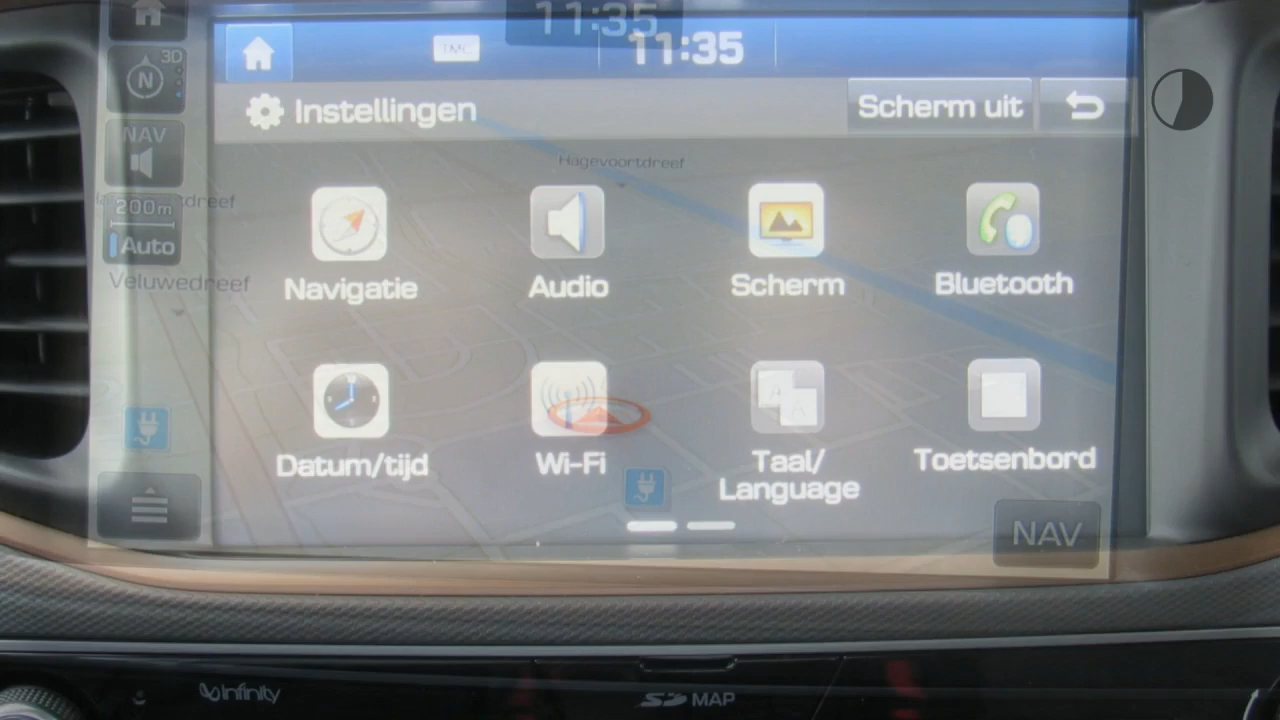 11:35
TMC
11:35
3D
N
Instellingen
Scherm uit
NAV
Hagevoortdreef
dreef
200m
Auto
Veluwedreef
Navigatie
Audio
Scherm
Bluetooth
Datum/tijd
Wi-Fi
Taal/
Language
Toetsenbord
NAV
Infinity
SD MAP